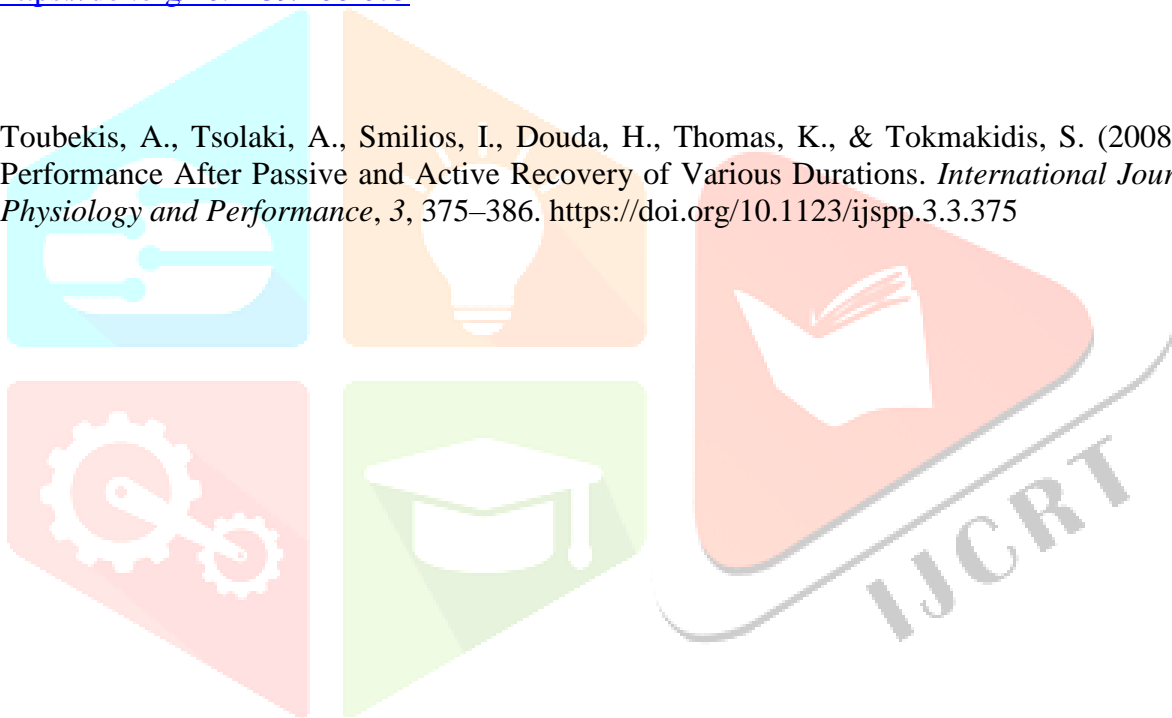 Toubekis, A., Tsolaki, A., Smilios, I., Douda, H., Thomas, K., & Tokmakidis, S. (2008
Performance After Passive and Active Recovery of Various Durations. International Jour
Physiology and Performance, 3, 375–386. https://doi.org/10.1123/ijspp.3.3.375
IJCRT